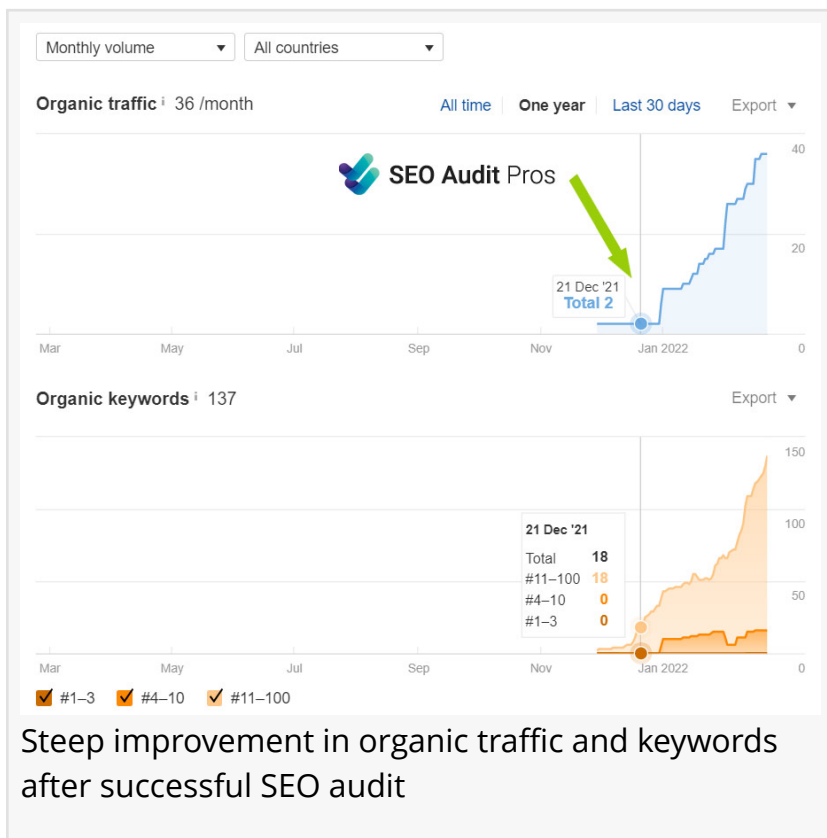 Monthly volume ▼ All countries ▼
Organic traffic i 36 /month All time One year Last 30 days Export ▼
40
SEO Audit Pros
20
21 Dec '21
Total 2
Mar May Jul Sep Nov Jan 2022 0
Organic keywords i 137 Export ▼
150
100
21 Dec '21
Total 18
#11–100 18
#4–10 0
#1–3 0
50
Mar May Jul Sep Nov Jan 2022 0
#1–3 #4–10 #11–100
Steep improvement in organic traffic and keywords
after successful SEO audit